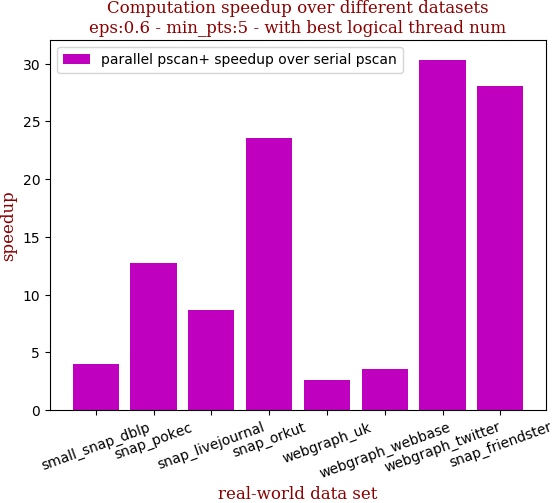 Computation speedup over different datasets
eps:0.6 - min_pts:5 - with best logical thread num
parallel pscan+ speedup over serial pscan
speedup
30
25
20
15
10
5
0
small_snap_dblp
snap_pokec
snap_livejournal
snap_orkut
webgraph_uk
webgraph_webbase
webgraph_twitter
snap_friendster
real-world data set